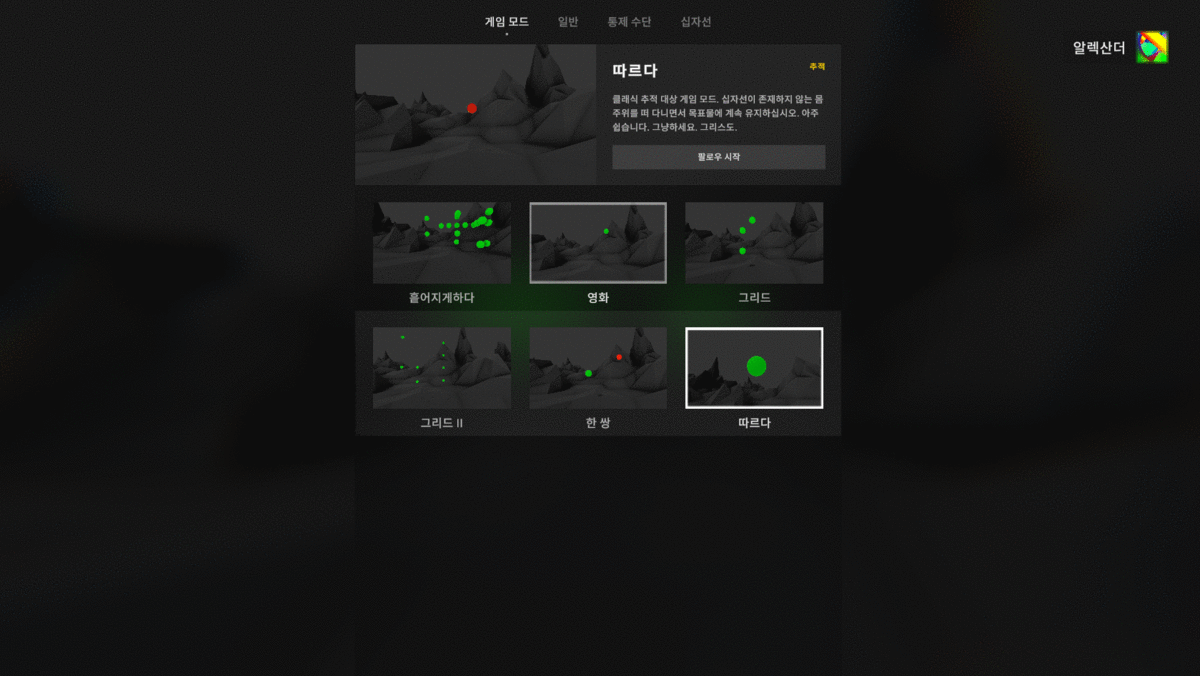 게임 모드 일반 통제 수단 십자선
알렉산더
따르다 추적
클래식 추적 대상 게임 모드. 십자선이 존재하지 않는 몸
주위를 떠 다니면서 목표물에 계속 유지하십시오. 아주
쉽습니다. 그냥하세요. 그리스도.
팔로우 시작
흩어지게하다 영화 그리드
그리드 II 한 쌍 따르다